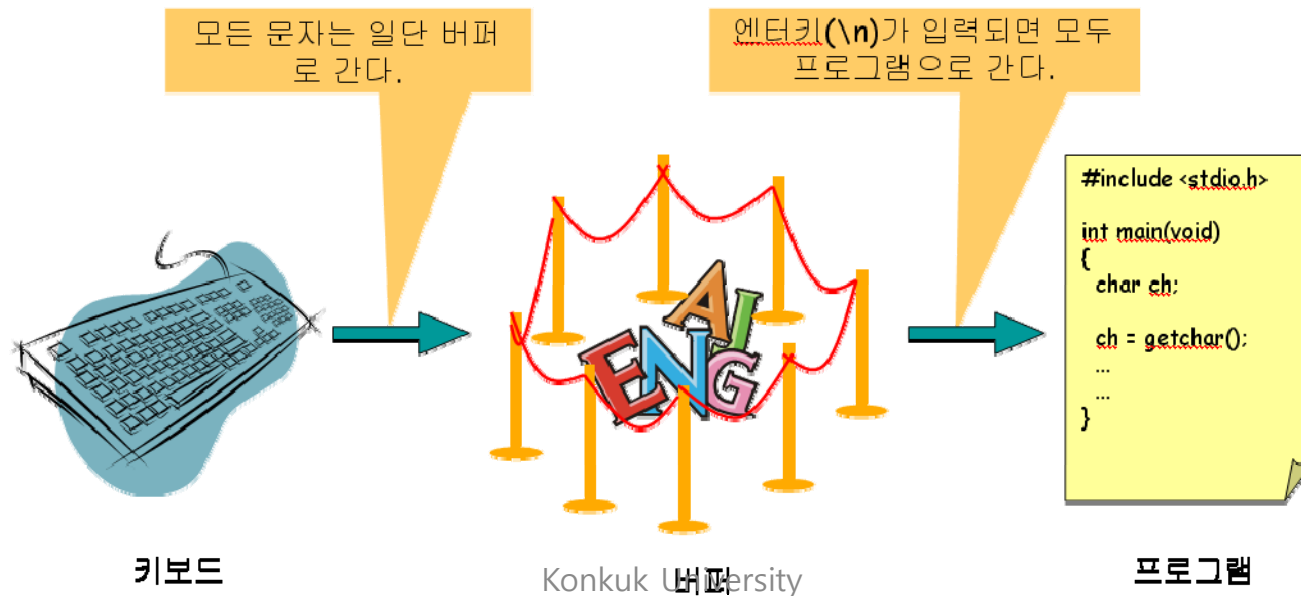 모든 문자는 일단 버퍼
로 간다.
엔터키(\n)가 입력되면 모두
프로그램으로 간다.
#include <stdio.h>
int main(void)
{
char ch;
ch = getchar();
...
...
}
AI
ENG
키보드
버퍼
프로그램
Konkuk University